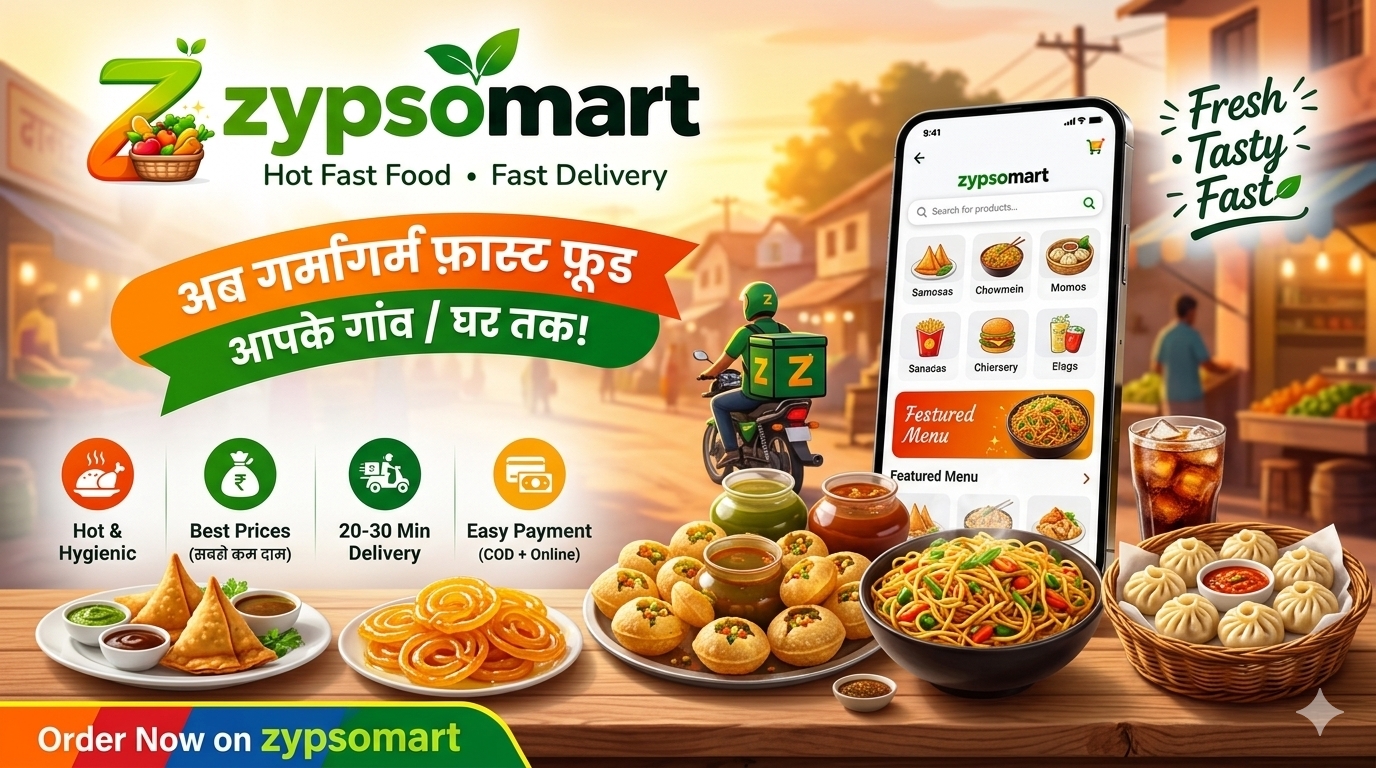 zypsomart
Hot Fast Food • Fast Delivery
अब गर्मागर्म फ़ास्ट फ़ूड
आपके गांव / घर तक!
Hot &
Hygienic
Best Prices
(सबसे कम दाम)
20-30 Min
Delivery
Easy Payment
(COD + Online)
Fresh
Tasty
Fast
9:41
zypsomart
Search for products...
Samosas
Chowmein
Momos
Sanadas
Chiersery
Elags
Festured
Menu
Featured Menu
Z
Z Z
Order Now on zypsomart